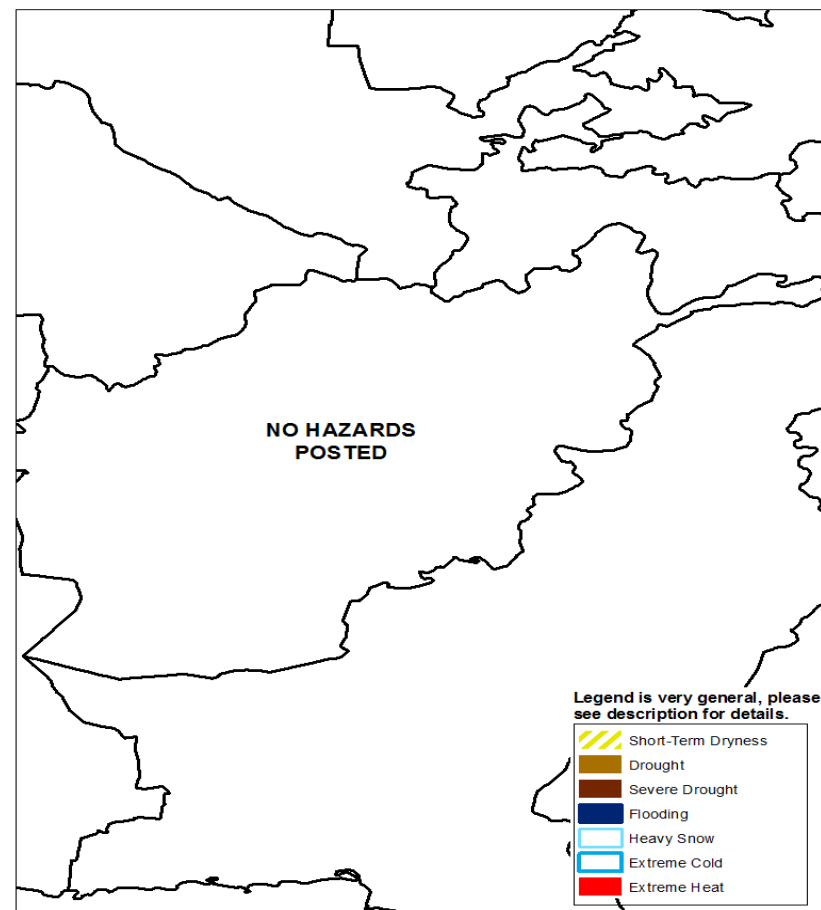 NO HAZARDS
POSTED
Legend is very general, please
see description for details.
Short-Term Dryness
Drought
Severe Drought
Flooding
Heavy Snow
Extreme Cold
Extreme Heat